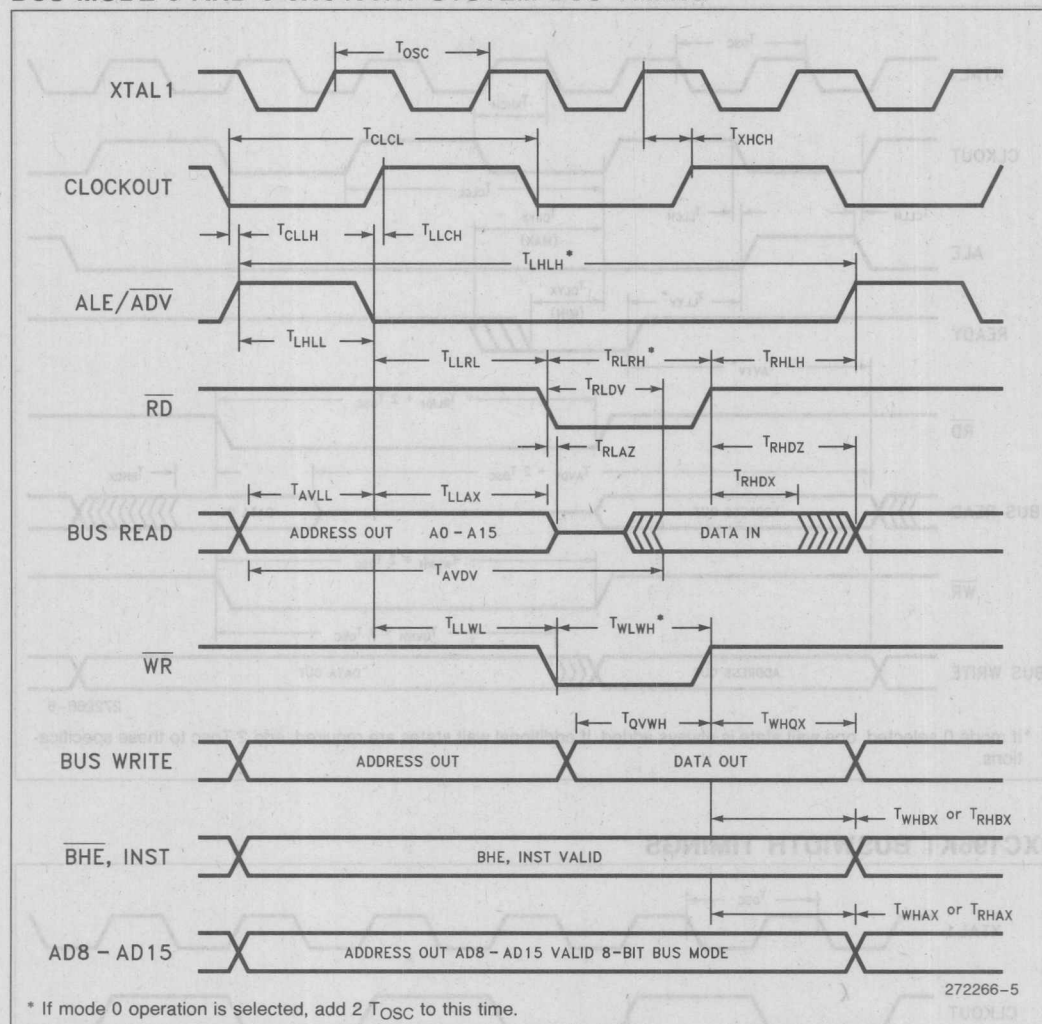 T_OSC
XTAL1
T_CLCL
T_XHCH
CLOCKOUT
T_CLLH
T_LLCH
T_LHLH*
ALE/ADV
T_LHLL
T_LLRL
T_RLRH*
T_RHLH
RD
T_RLDV
T_RLAZ
T_RHDZ
T_RHDX
T_AVLL
T_LLAX
BUS READ
ADDRESS OUT A0-A15
DATA IN
T_AVDV
T_LLWL
T_WLWH*
WR
T_QVWH
T_WHQX
BUS WRITE
ADDRESS OUT
DATA OUT
T_WHBX or T_RHBX
BHE, INST
BHE, INST VALID
T_WHAX or T_RHAX
AD8-AD15
ADDRESS OUT AD8-AD15 VALID 8-BIT BUS MODE
272266-5
* If mode 0 operation is selected, add 2 T_OSC to this time.